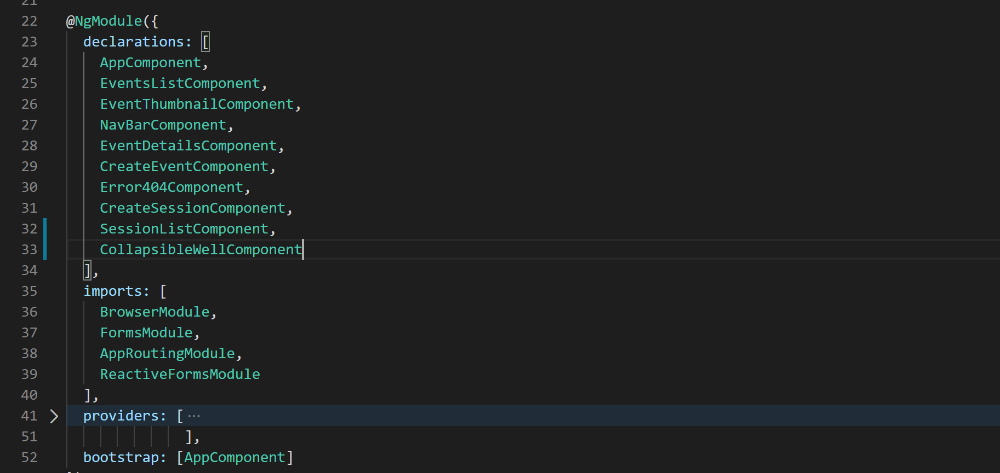 21
22 @NgModule({
23 declarations: [
24 AppComponent,
25 EventsListComponent,
26 EventThumbnailComponent,
27 NavBarComponent,
28 EventDetailsComponent,
29 CreateEventComponent,
30 Error404Component,
31 CreateSessionComponent,
32 SessionListComponent,
33 CollapsibleWellComponent
34 ],
35 imports: [
36 BrowserModule,
37 FormsModule,
38 AppRoutingModule,
39 ReactiveFormsModule
40 ],
41 providers: [ ···
51 ],
52 bootstrap: [AppComponent]